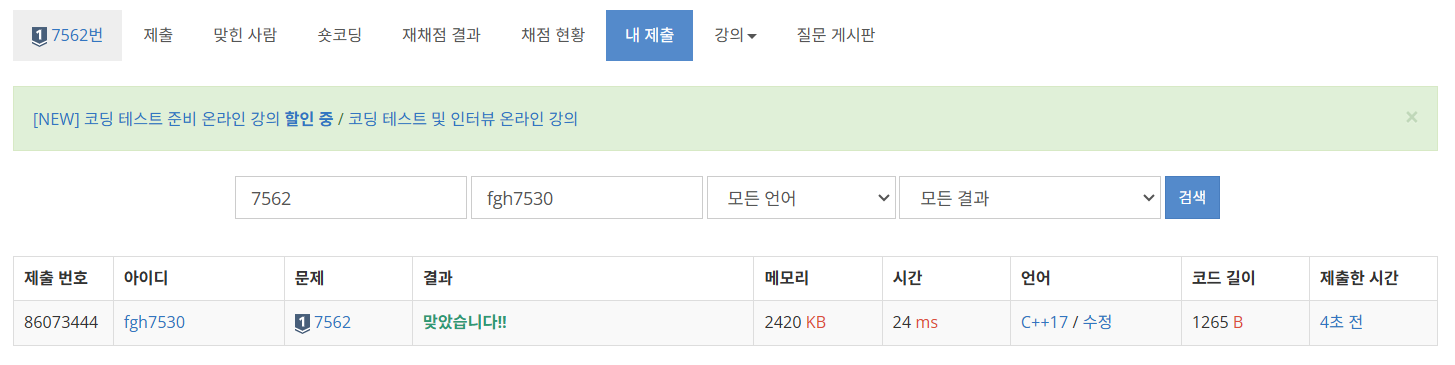 1 7562번 제출 맞힌 사람 숏코딩 재채점 결과 채점 현황 내 제출 강의 질문 게시판
[NEW] 코딩 테스트 준비 온라인 강의 할인 중 / 코딩 테스트 및 인터뷰 온라인 강의 ×
7562 fgh7530 모든 언어 모든 결과 검색
제출 번호 아이디 문제 결과 메모리 시간 언어 코드 길이 제출한 시간
86073444 fgh7530 1 7562 맞았습니다!! 2420 KB 24 ms C++17 / 수정 1265 B 4초 전